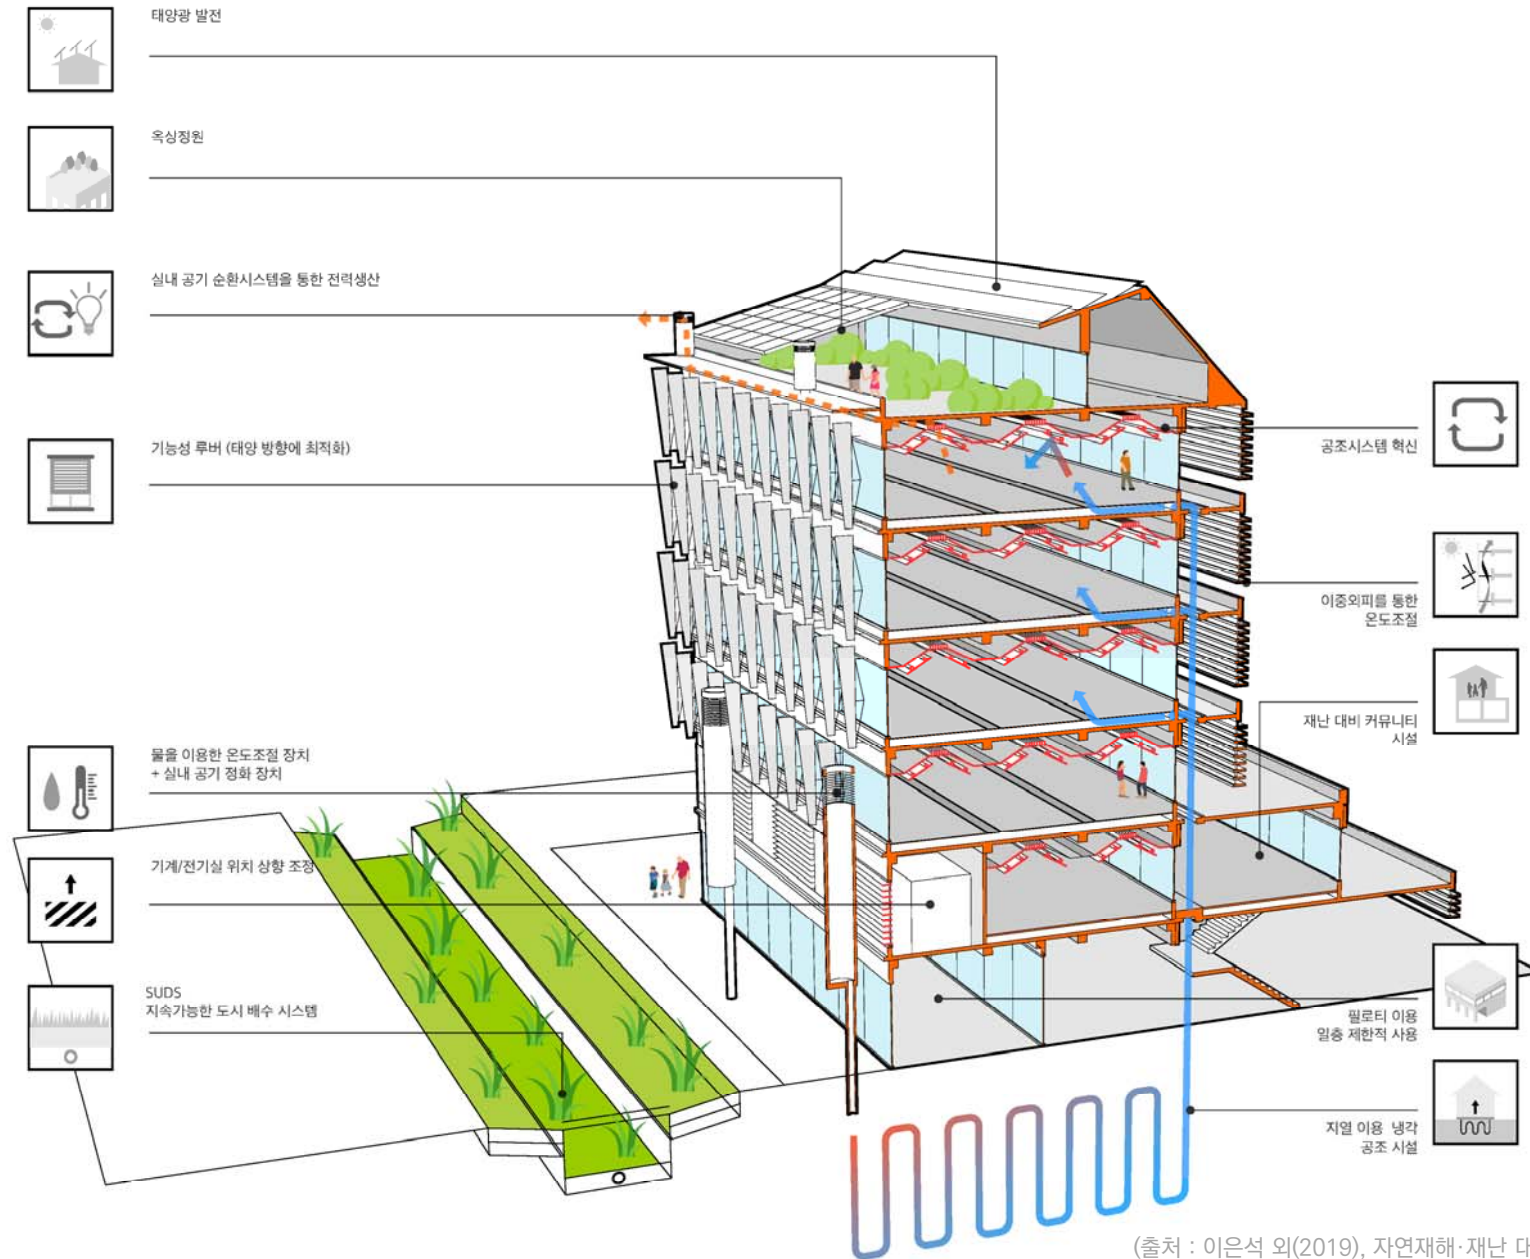 태양광 발전
옥상정원
실내 공기 순환시스템을 통한 전력생산
기능성 루버 (태양 방향에 최적화)
물을 이용한 온도조절 장치
+ 실내 공기 정화 장치
기계/전기실 위치 상향 조정
SUDS
지속가능한 도시 배수 시스템
공조시스템 혁신
이중외피를 통한
온도조절
재난 대비 커뮤니티
시설
필로티 이용
일층 제한적 사용
지열 이용 냉각
공조 시설
(출처 : 이은석 외(2019), 자연재해·재난 대